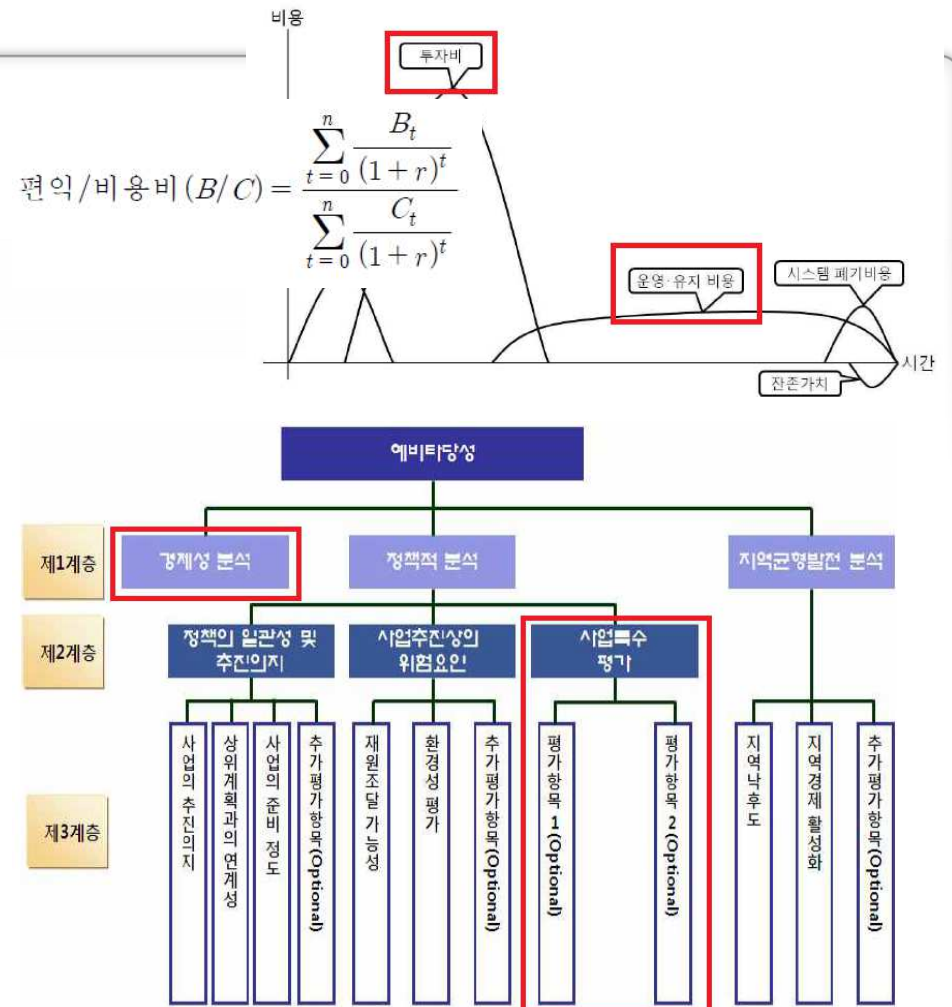 비용
투자비
편익/비용비(B/C) = \frac{\sum_{t=0}^{n} \frac{B_t}{(1+r)^t}}{\sum_{t=0}^{n} \frac{C_t}{(1+r)^t}}
운영·유지 비용
시스템 폐기비용
시간
잔존가치
예비타당성
제1계층
경제성 분석
정책적 분석
지역균형발전 분석
제2계층
정책의 일관성 및
추진의지
사업추진상의
위험요인
사업특수
평가
제3계층
사업의 추진의지
상위계획과의 연계성
사업의 준비 정도
추가평가항목(Optional)
재원조달 가능성
환경성 평가
추가평가항목(Optional)
평가항목 1(Optional)
평가항목 2(Optional)
지역낙후도
지역경제 활성화
추가평가항목(Optional)